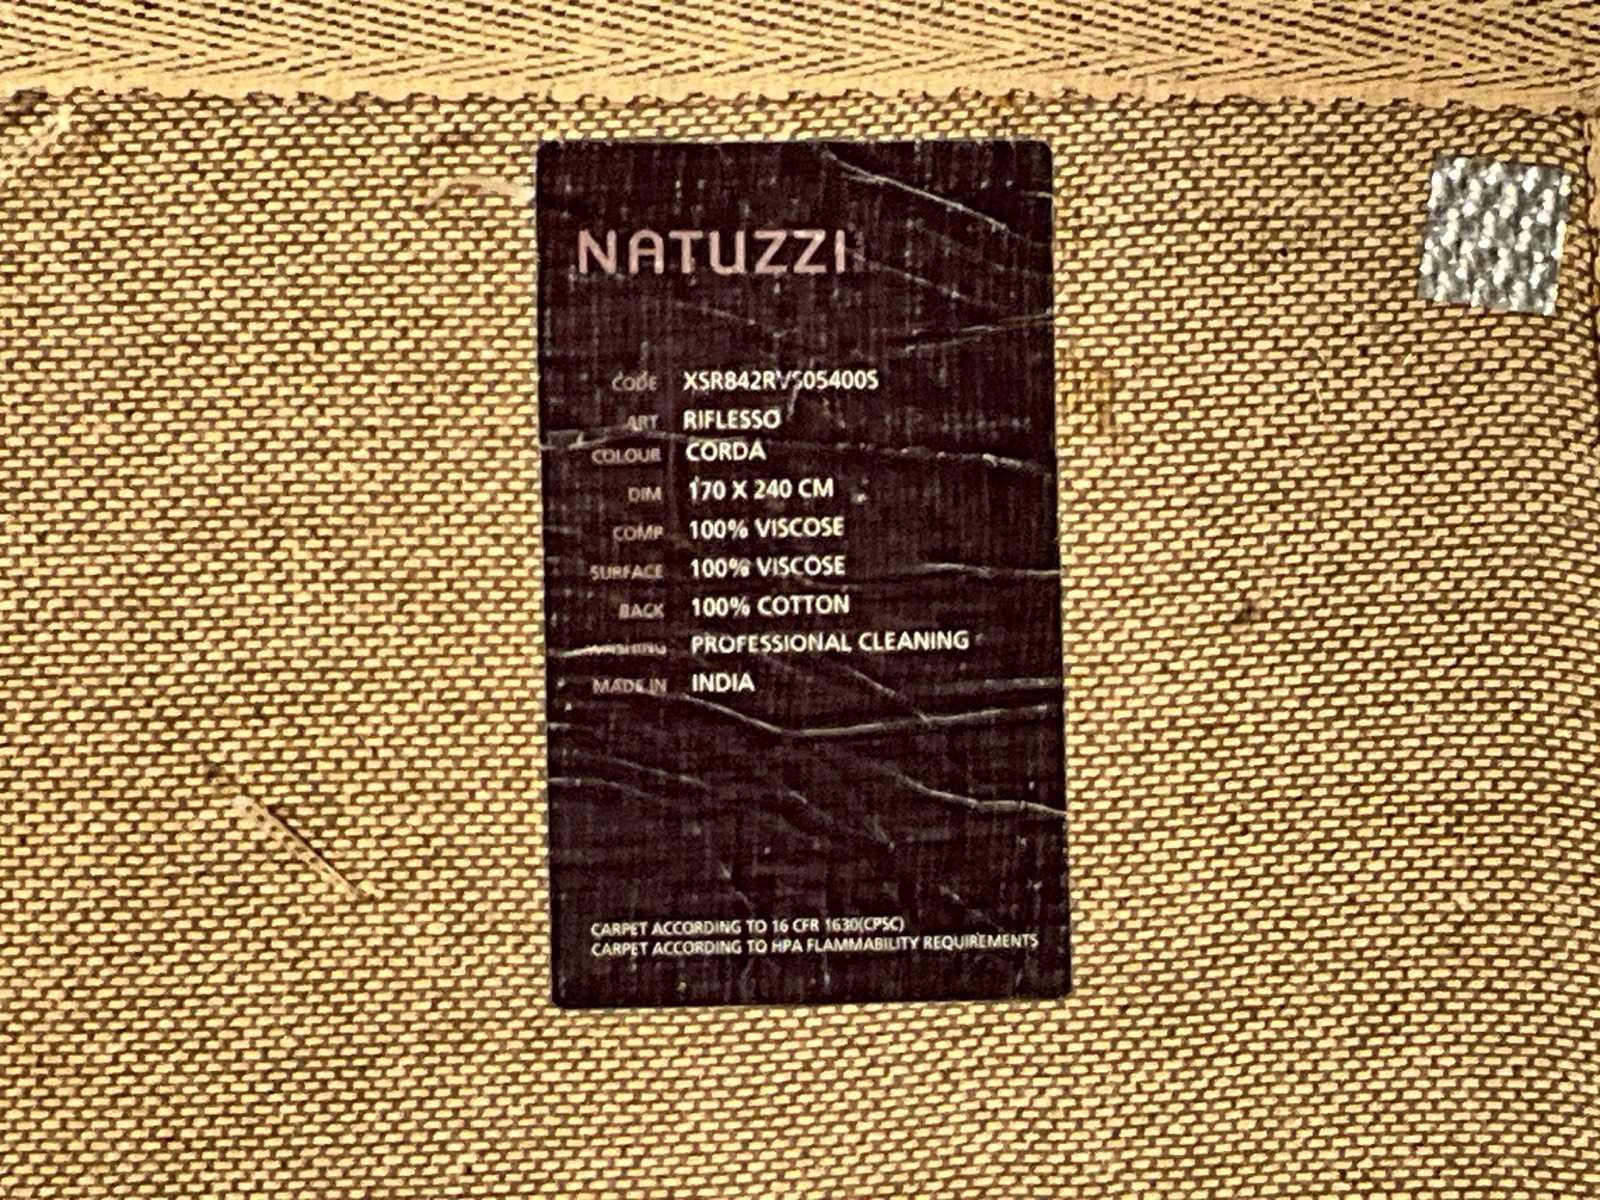 NATUZZI
CODE XSR842RVS05400S
ART RIFLESSO
COLOUR CORDA
DIM 170 X 240 CM
COMP 100% VISCOSE
SURFACE 100% VISCOSE
BACK 100% COTTON
WASHING PROFESSIONAL CLEANING
MADE IN INDIA
CARPET ACCORDING TO 16 CFR 1630(CPSC)
CARPET ACCORDING TO HPA FLAMMABILITY REQUIREMENTS